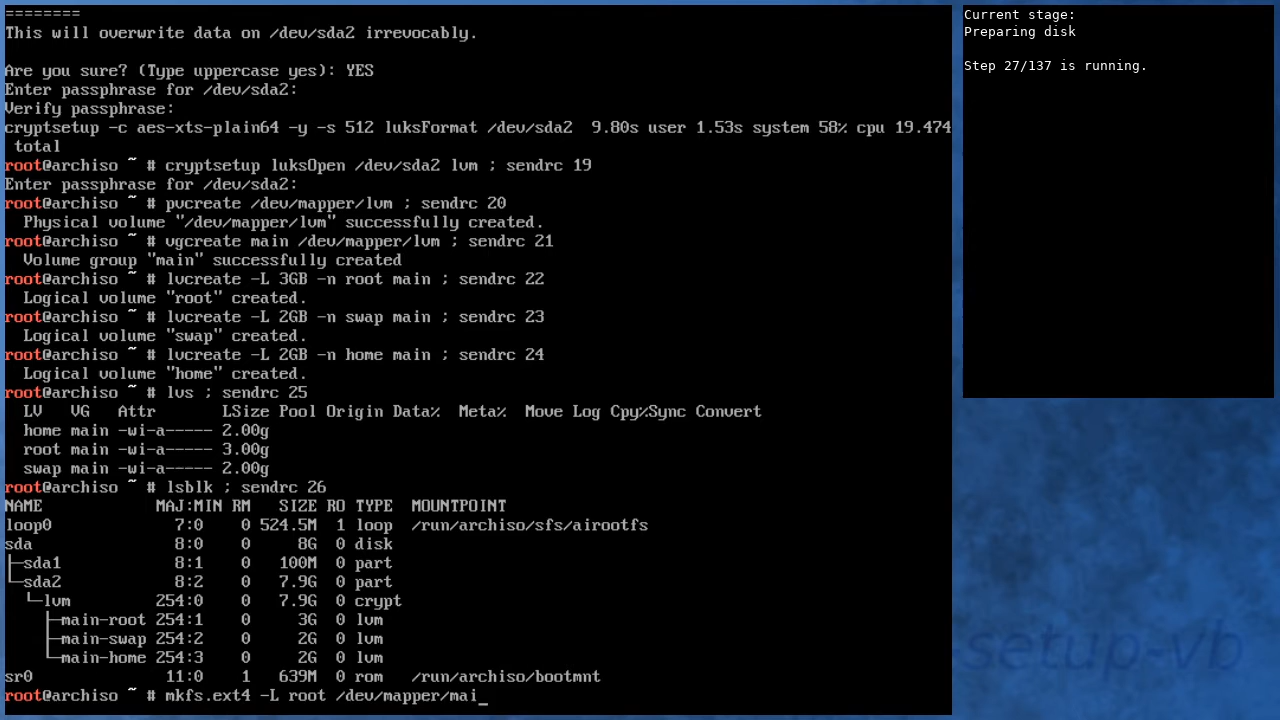 ========
This will overwrite data on /dev/sda2 irrevocably.
Are you sure? (Type uppercase yes): YES
Enter passphrase for /dev/sda2:
Verify passphrase:
cryptsetup -c aes-xts-plain64 -y -s 512 luksFormat /dev/sda2  9.80s user 1.53s system 58% cpu 19.474
 total
root@archiso ~ # cryptsetup luksOpen /dev/sda2 lvm ; sendrc 19
Enter passphrase for /dev/sda2:
root@archiso ~ # pvcreate /dev/mapper/lvm ; sendrc 20
  Physical volume "/dev/mapper/lvm" successfully created.
root@archiso ~ # vgcreate main /dev/mapper/lvm ; sendrc 21
  Volume group "main" successfully created
root@archiso ~ # lvcreate -L 3GB -n root main ; sendrc 22
  Logical volume "root" created.
root@archiso ~ # lvcreate -L 2GB -n swap main ; sendrc 23
  Logical volume "swap" created.
root@archiso ~ # lvcreate -L 2GB -n home main ; sendrc 24
  Logical volume "home" created.
root@archiso ~ # lvs ; sendrc 25
  LV   VG   Attr       LSize Pool Origin Data%  Meta%  Move Log Cpy%Sync Convert
  home main -wi-a----- 2.00g
  root main -wi-a----- 3.00g
  swap main -wi-a----- 2.00g
root@archiso ~ # lsblk ; sendrc 26
NAME            MAJ:MIN RM   SIZE RO TYPE  MOUNTPOINT
loop0             7:0    0 524.5M  1 loop  /run/archiso/sfs/airootfs
sda               8:0    0     8G  0 disk
├─sda1            8:1    0   100M  0 part
└─sda2            8:2    0   7.9G  0 part
  └─lvm         254:0    0   7.9G  0 crypt
    ├─main-root 254:1    0     3G  0 lvm
    ├─main-swap 254:2    0     2G  0 lvm
    └─main-home 254:3    0     2G  0 lvm
sr0              11:0    1   639M  0 rom   /run/archiso/bootmnt
root@archiso ~ # mkfs.ext4 -L root /dev/mapper/mai_
Current stage:
Preparing disk
Step 27/137 is running.
setup-vb